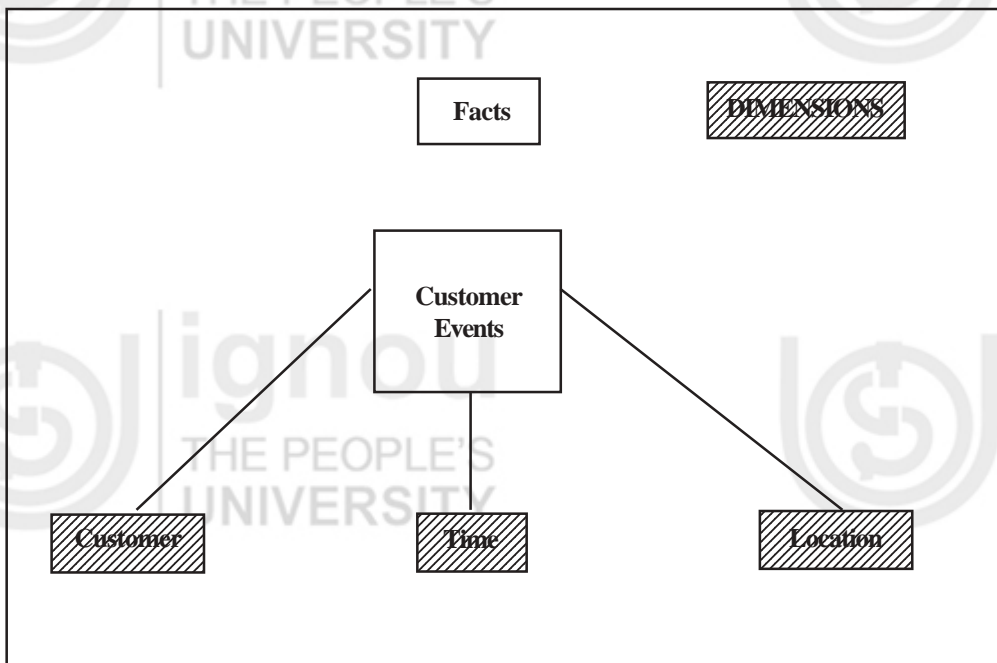 THE PEOPLE'S
UNIVERSITY
Facts
DIMENSIONS
Customer
Events
ignou
THE PEOPLE'S
UNIVERSITY
Customer
Time
Location